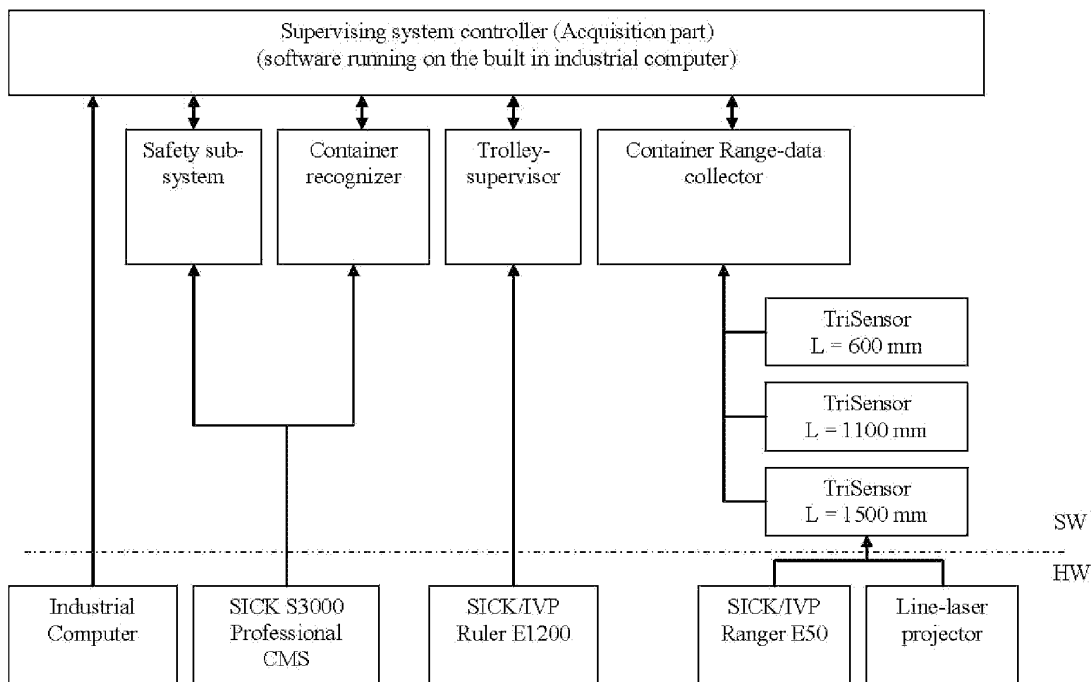 Supervising system controller (Acquisition part)
(software running on the built in industrial computer)
Safety sub-
system
Container
recognizer
Trolley-
supervisor
Container Range-data
collector
TriSensor
L = 600 mm
TriSensor
L = 1100 mm
TriSensor
L = 1500 mm
SW
HW
Industrial
Computer
SICK S3000
Professional
CMS
SICK/IVP
Ruler E1200
SICK/IVP
Ranger E50
Line-laser
projector